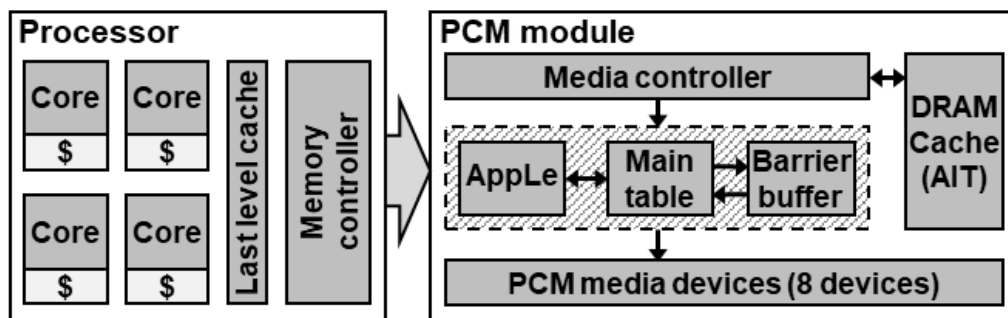 Processor
Core
Core
$
$
Core
Core
$
$
Last level cache
Memory
controller
PCM module
Media controller
DRAM
Cache
(AIT)
AppLe
Main
table
Barrier
buffer
PCM media devices (8 devices)